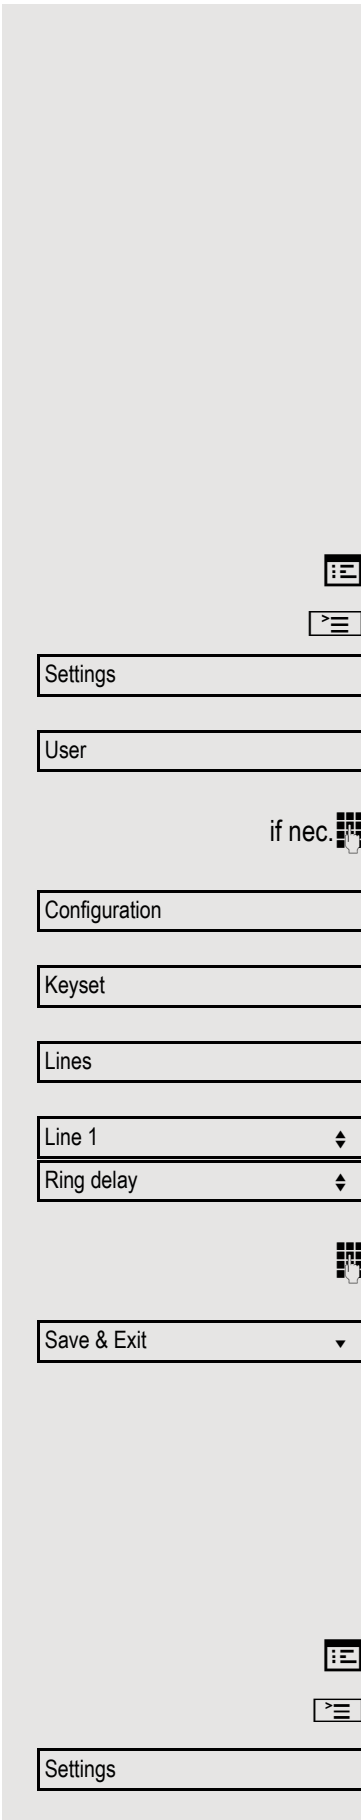 Settings
User
if nec.
Configuration
Keyset
Lines
Line 1
Ring delay
Save & Exit
Settings